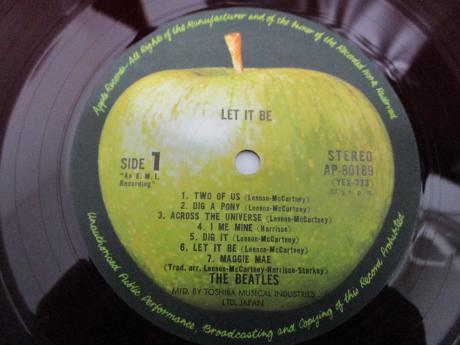 Apple Records - All Rights of the Manufacturer and of the Owner of the Recorded Work Reserved
LET IT BE
SIDE 1
"An E.M.I.
Recording"
STEREO
AP-80189
(YEX-773)
33⅓ r.p.m.
1. TWO OF US (Lennon-McCartney)
2. DIG A PONY (Lennon-McCartney)
3. ACROSS THE UNIVERSE (Lennon-McCartney)
4. I ME MINE (Harrison)
5. DIG IT (Lennon-McCartney)
6. LET IT BE (Lennon-McCartney)
7. MAGGIE MAE
(Trad. arr. Lennon-McCartney-Harrison-Starkey)
THE BEATLES
MFD. BY TOSHIBA MUSICAL INDUSTRIES
LTD. JAPAN
Unauthorised Public Performance, Broadcasting and Copying of this Record Prohibited